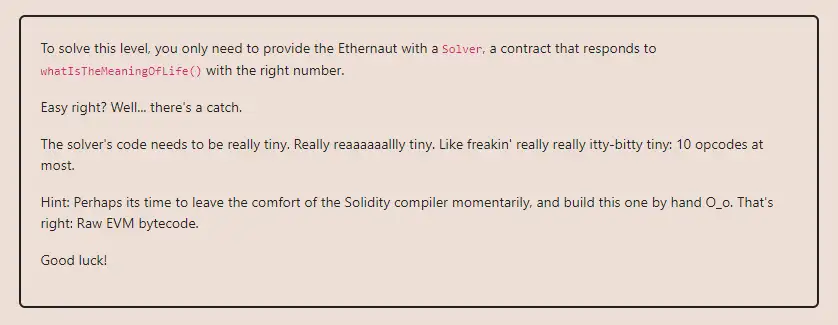 To solve this level, you only need to provide the Ethernaut with a Solver, a contract that responds to
whatIsTheMeaningOfLife() with the right number.
Easy right? Well... there's a catch.
The solver's code needs to be really tiny. Really reaaaaaallly tiny. Like freakin' really really itty-bitty tiny: 10 opcodes at
most.
Hint: Perhaps its time to leave the comfort of the Solidity compiler momentarily, and build this one by hand O_o. That's
right: Raw EVM bytecode.
Good luck!